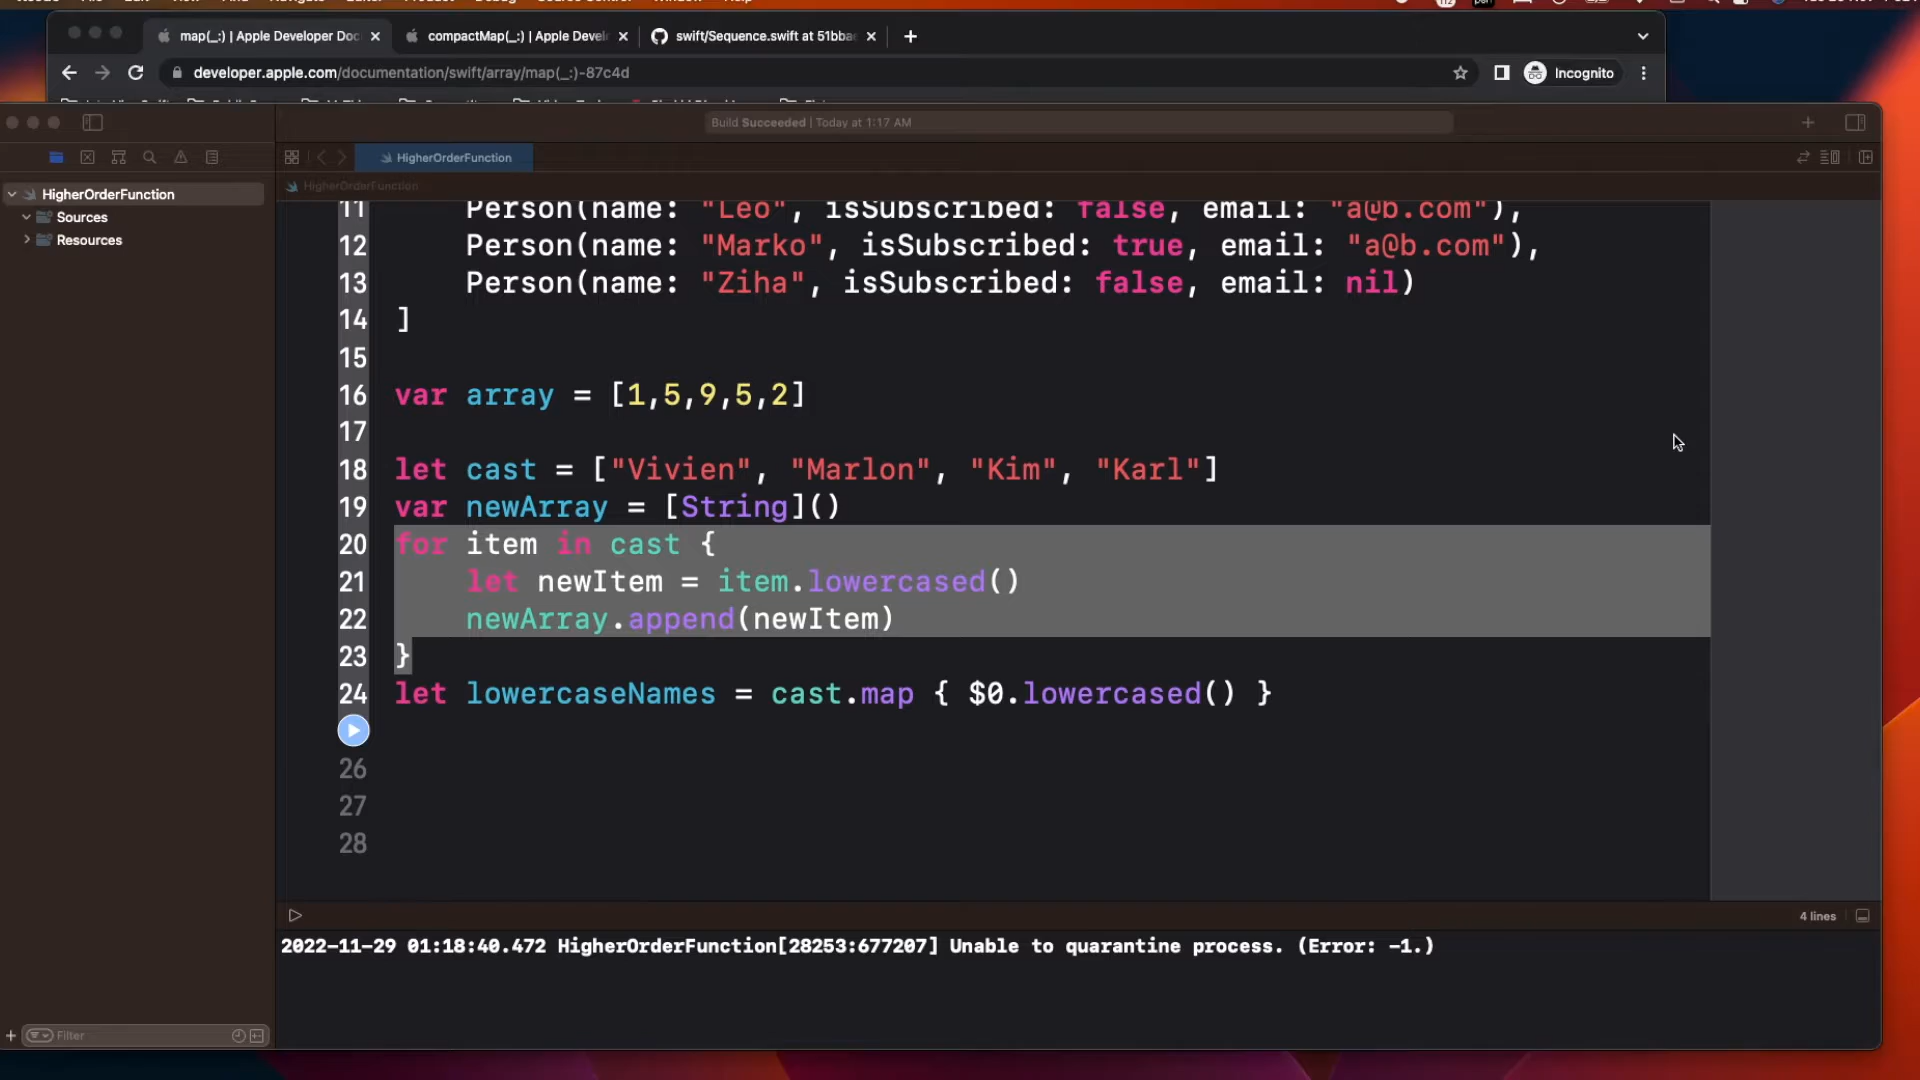 map(_:) | Apple Developer Doc
compactMap(_:) | Apple Devel
swift/Sequence.swift at 51bbae
developer.apple.com/documentation/swift/array/map(_:)-87c4d
Incognito
Build Succeeded | Today at 1:17 AM
HigherOrderFunction
HigherOrderFunction
HigherOrderFunction
Sources
Resources
11 Person(name: "Leo", isSubscribed: false, email: "a@b.com"),
12 Person(name: "Marko", isSubscribed: true, email: "a@b.com"),
13 Person(name: "Ziha", isSubscribed: false, email: nil)
14 ]
15
16 var array = [1,5,9,5,2]
17
18 let cast = ["Vivien", "Marlon", "Kim", "Karl"]
19 var newArray = [String]()
20 for item in cast {
21 let newItem = item.lowercased()
22 newArray.append(newItem)
23 }
24 let lowercaseNames = cast.map { $0.lowercased() }
26
27
28
4 lines
2022-11-29 01:18:40.472 HigherOrderFunction[28253:677207] Unable to quarantine process. (Error: -1.)
Filter